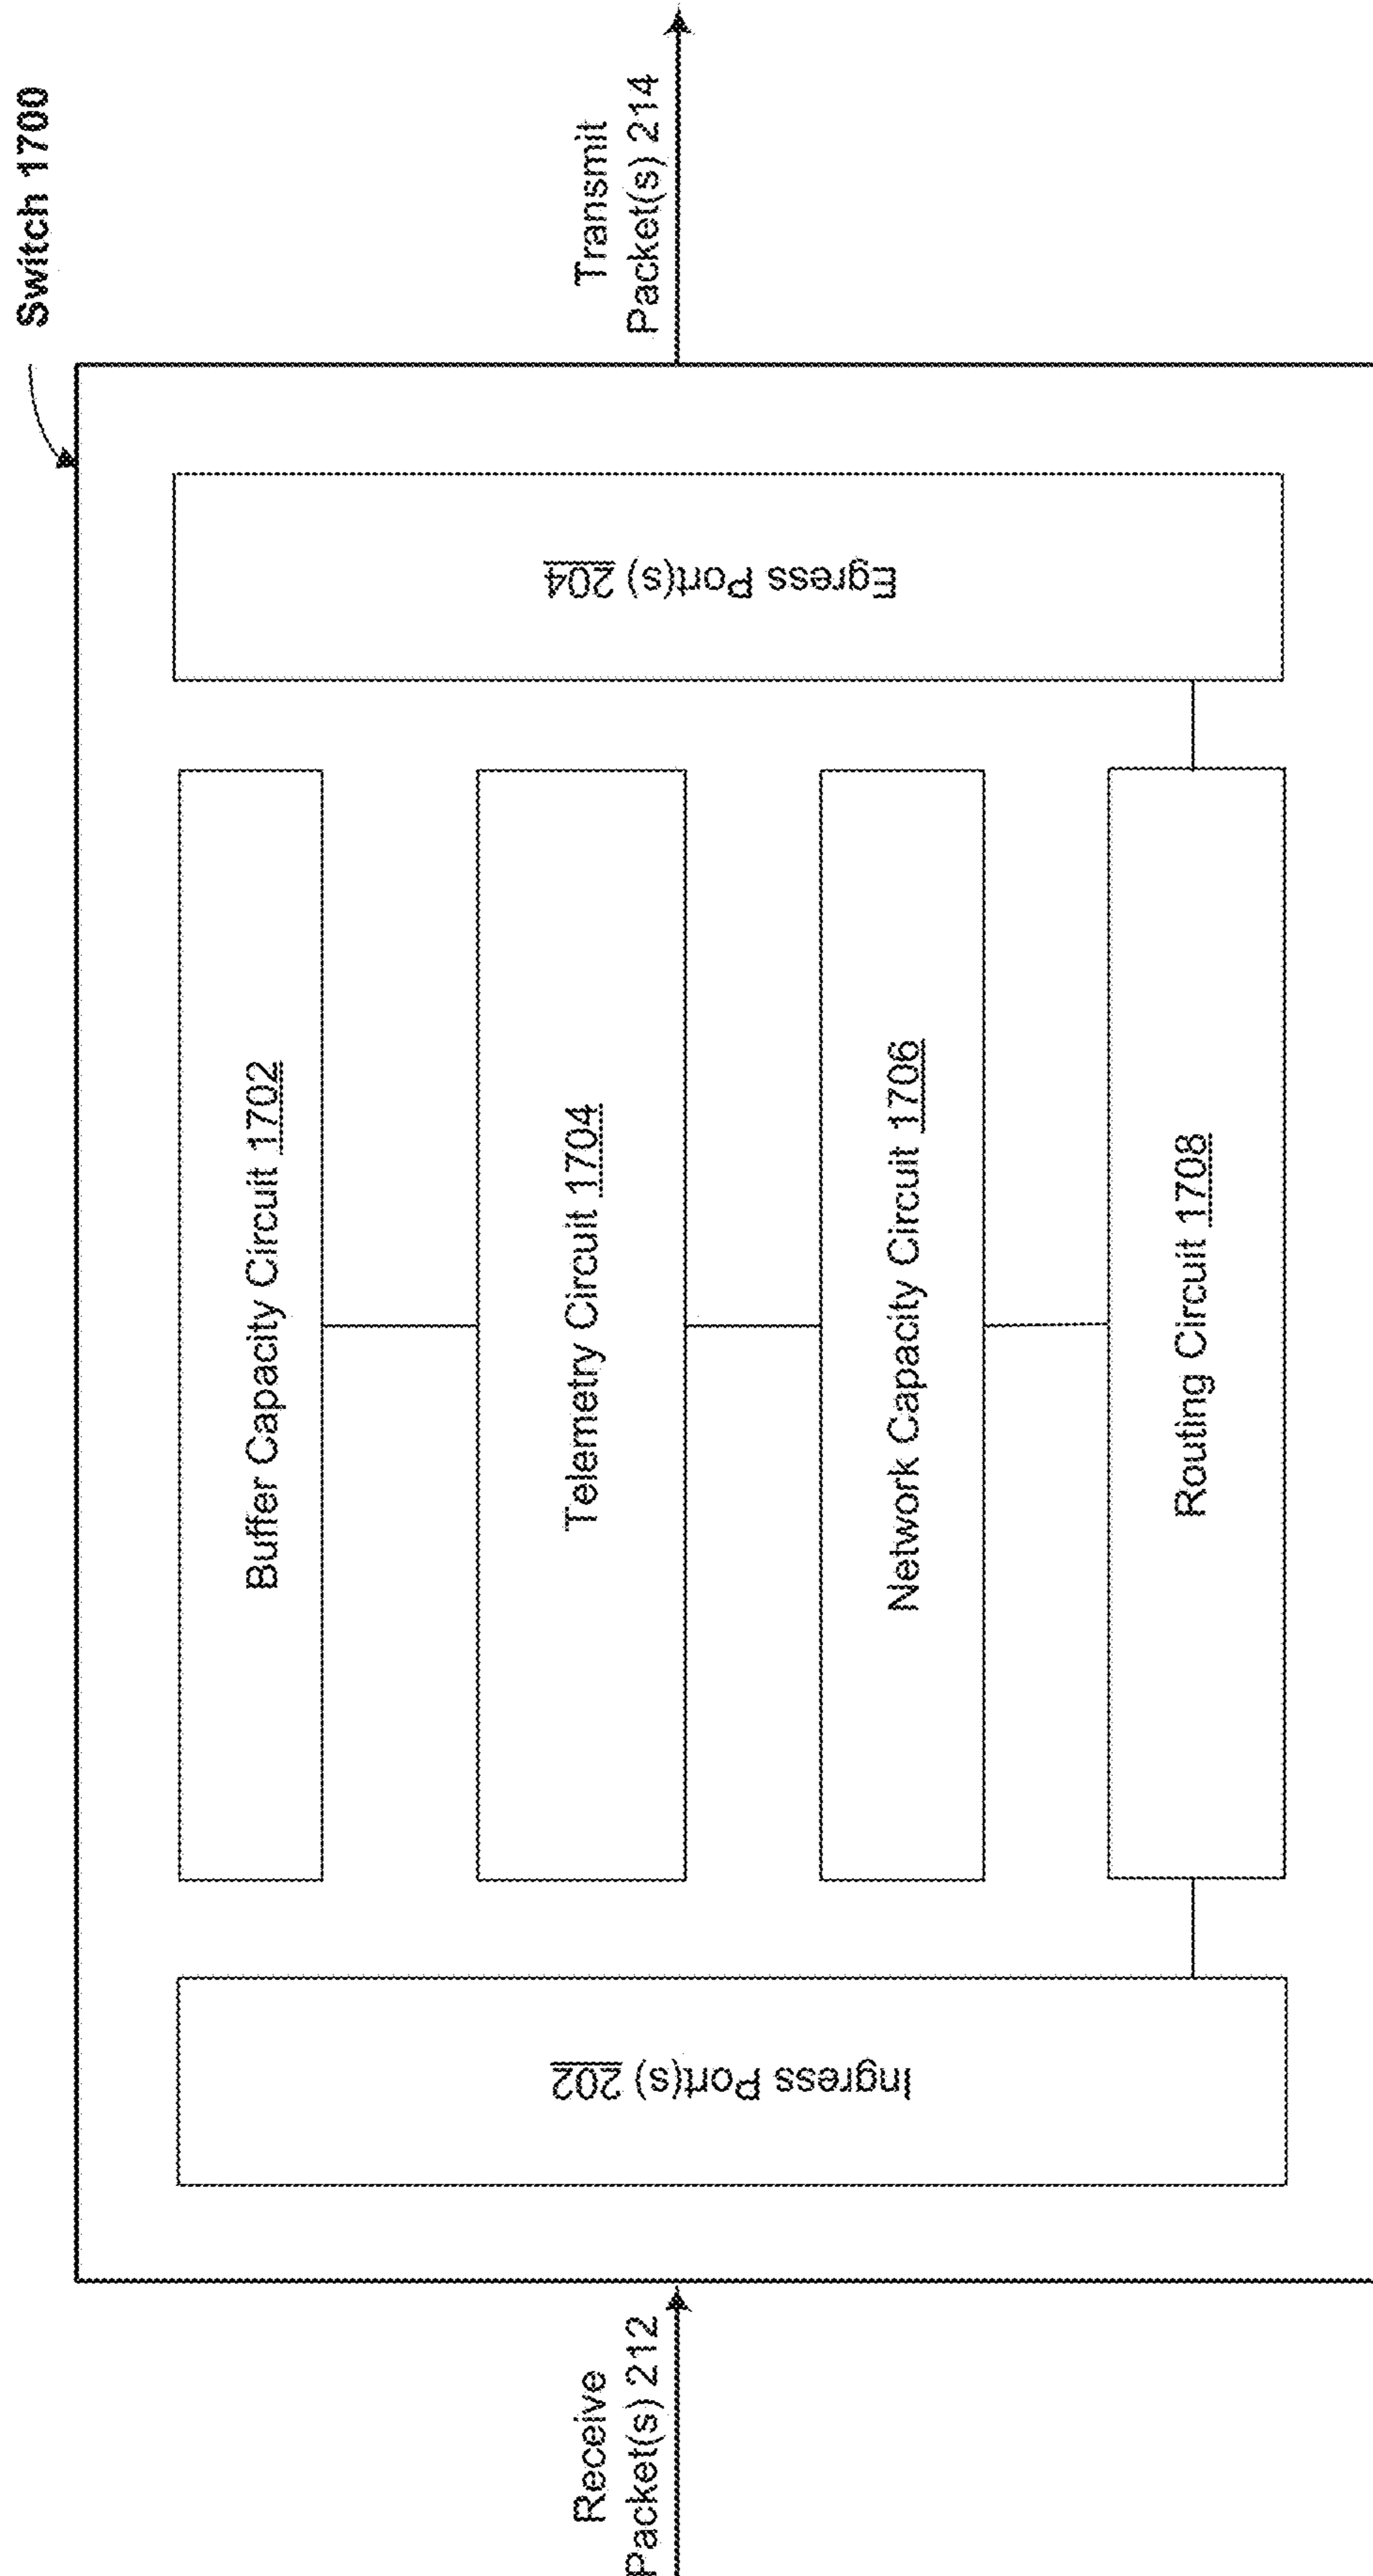 Switch 1700
Receive
Packet(s) 212
Ingress Port(s) 202
Buffer Capacity Circuit 1702
Telemetry Circuit 1704
Network Capacity Circuit 1706
Routing Circuit 1708
Egress Port(s) 204
Transmit
Packet(s) 214